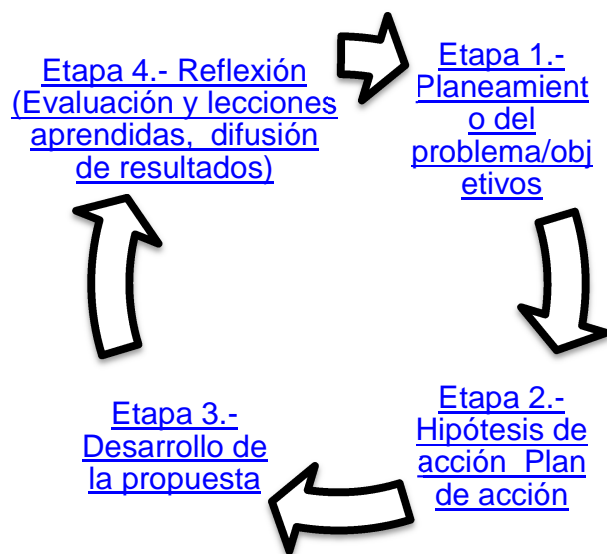 Etapa 1.-
Planeamient
o del
problema/obj
etivos
Etapa 2.-
Hipótesis de
acción  Plan
de acción
Etapa 3.-
Desarrollo de
la propuesta
Etapa 4.- Reflexión
(Evaluación y lecciones
aprendidas,  difusión
de resultados)